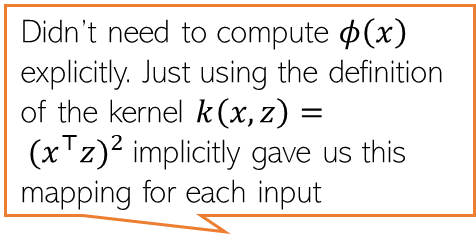 Didn't need to compute 𝝓(𝒙)
explicitly. Just using the definition
of the kernel 𝒌(𝒙, 𝒛) =
(𝒙⊤𝒛)² implicitly gave us this
mapping for each input